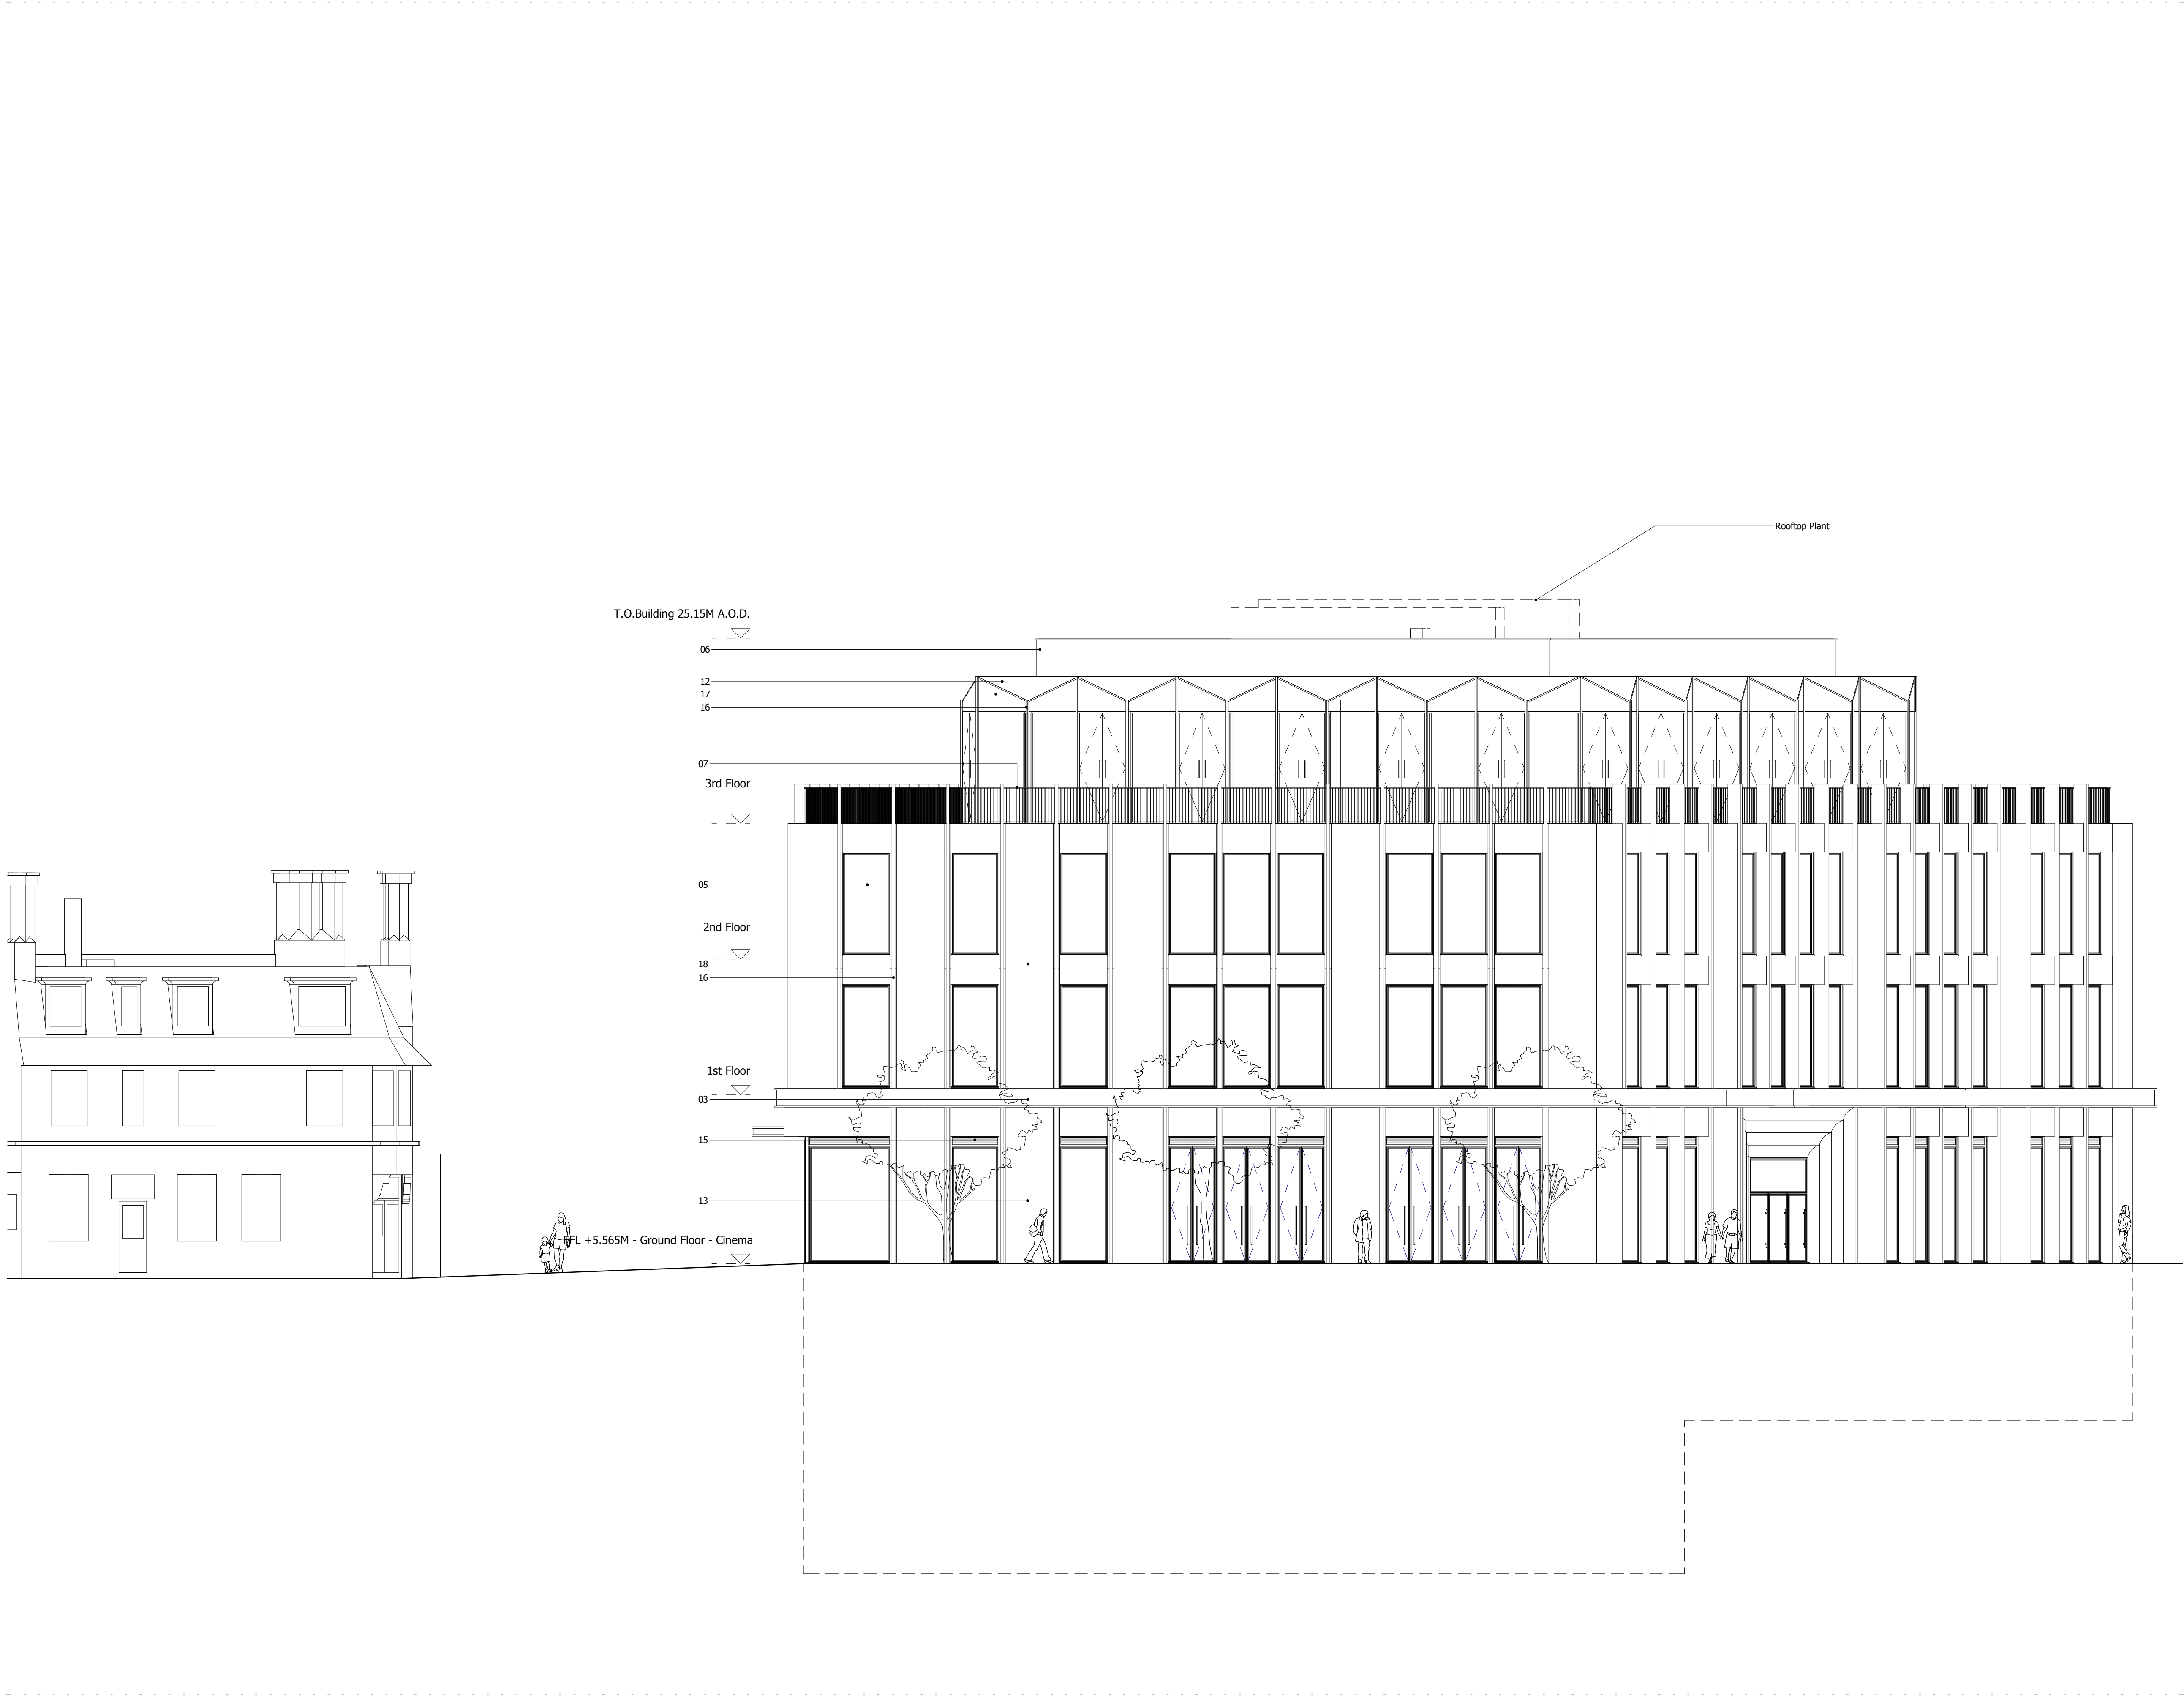 Rooftop Plant
T.O.Building 25.15M A.O.D.
06
12
17
16
07
3rd Floor
05
2nd Floor
18
16
1st Floor
03
15
13
FFL +5.565M - Ground Floor - Cinema